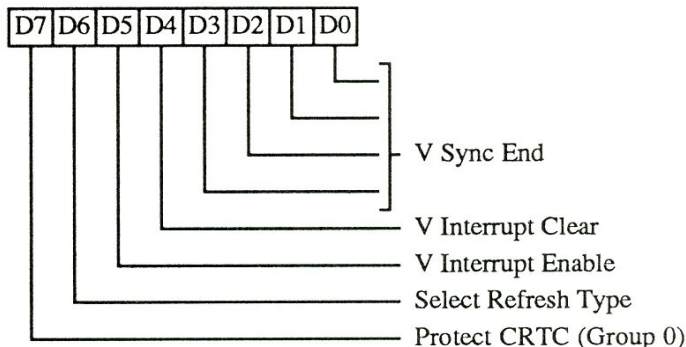 D7 D6 D5 D4 D3 D2 D1 D0
V Sync End
V Interrupt Clear
V Interrupt Enable
Select Refresh Type
Protect CRTC (Group 0)